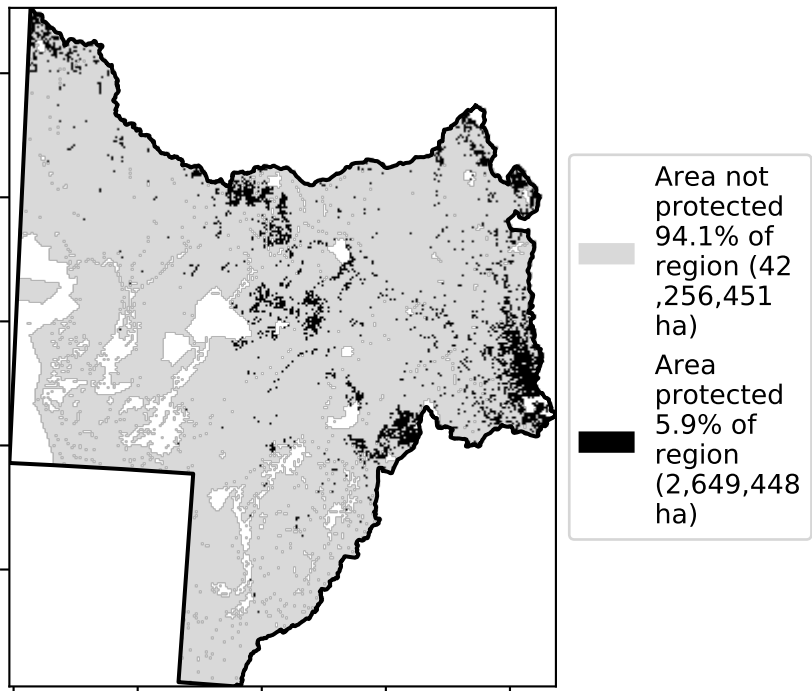 Area not
protected
94.1% of
region (42
,256,451
ha)
Area
protected
5.9% of
region
(2,649,448
ha)